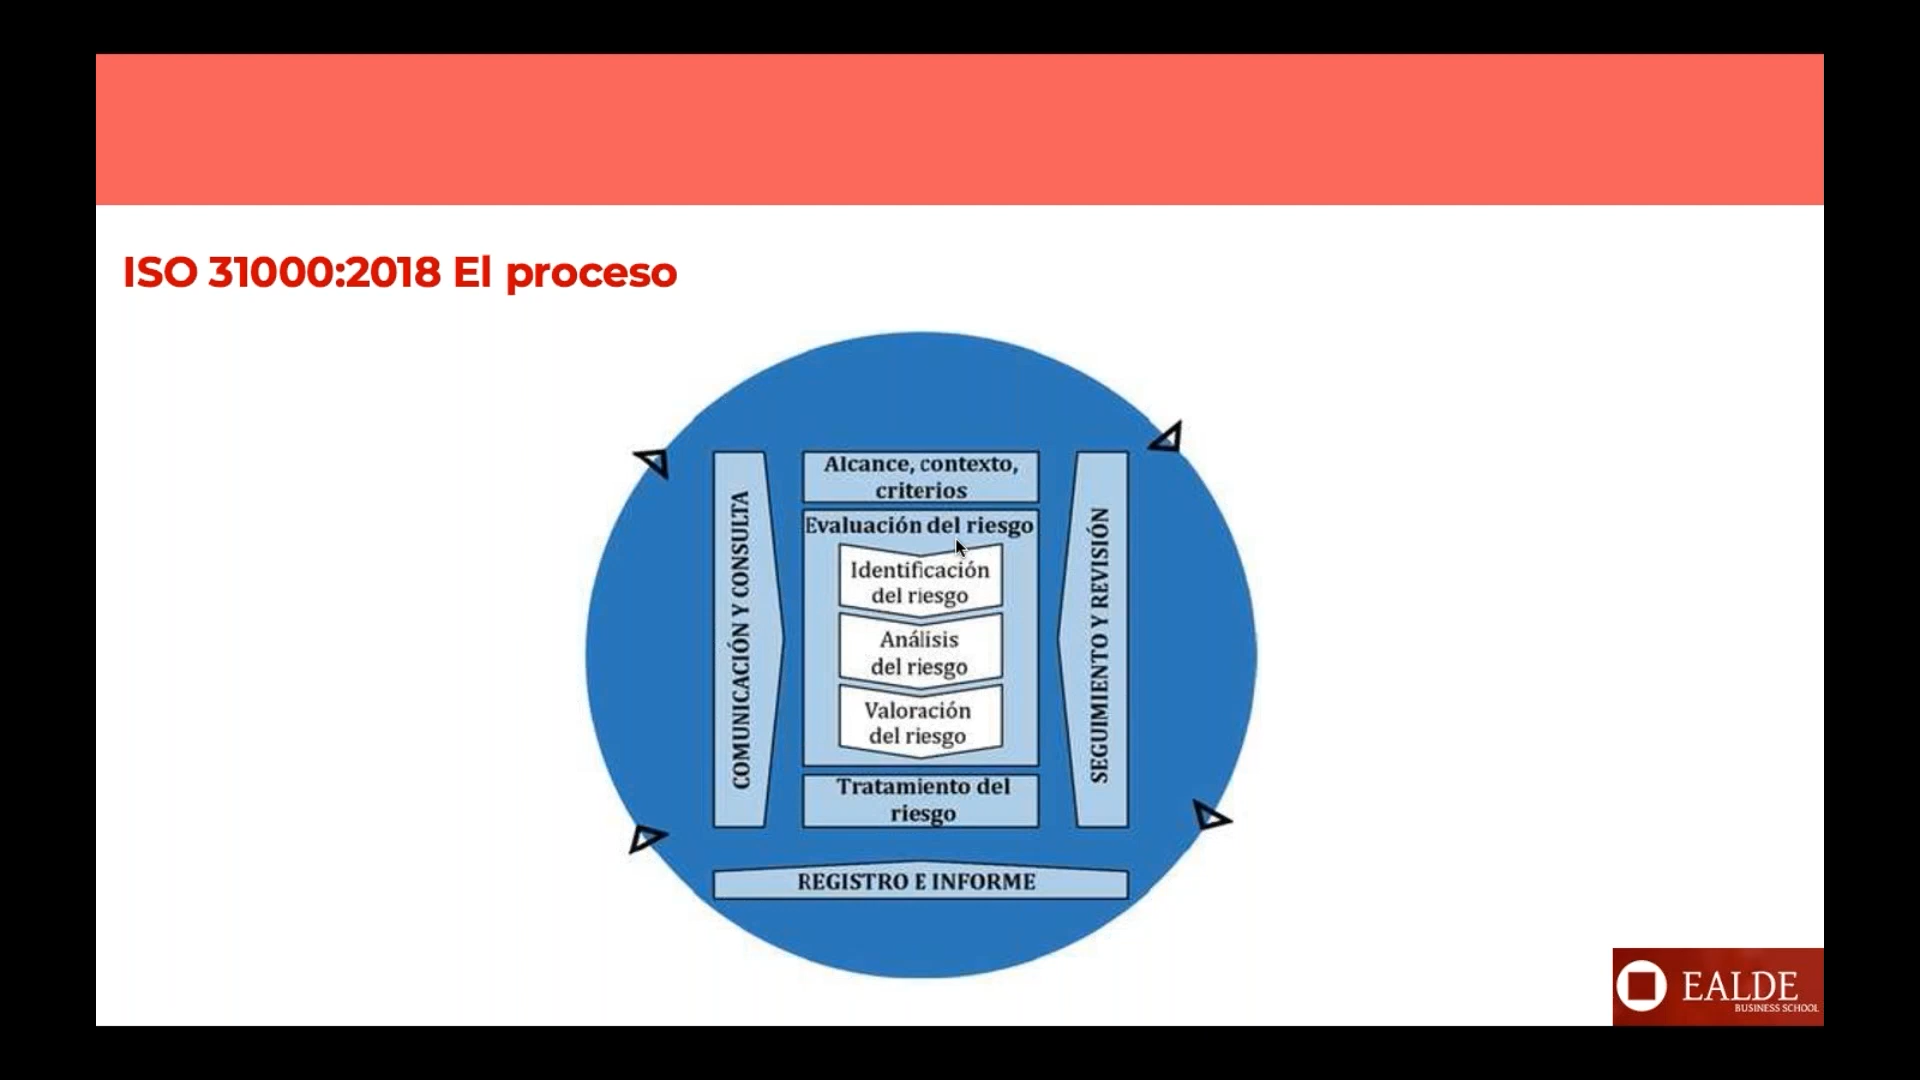 ISO 31000:2018 El proceso
COMUNICACIÓN Y CONSULTA
Alcance, contexto,
criterios
Evaluación del riesgo
Identificación
del riesgo
Análisis
del riesgo
Valoración
del riesgo
Tratamiento del
riesgo
SEGUIMIENTO Y REVISIÓN
REGISTRO E INFORME
EALDE
BUSINESS SCHOOL